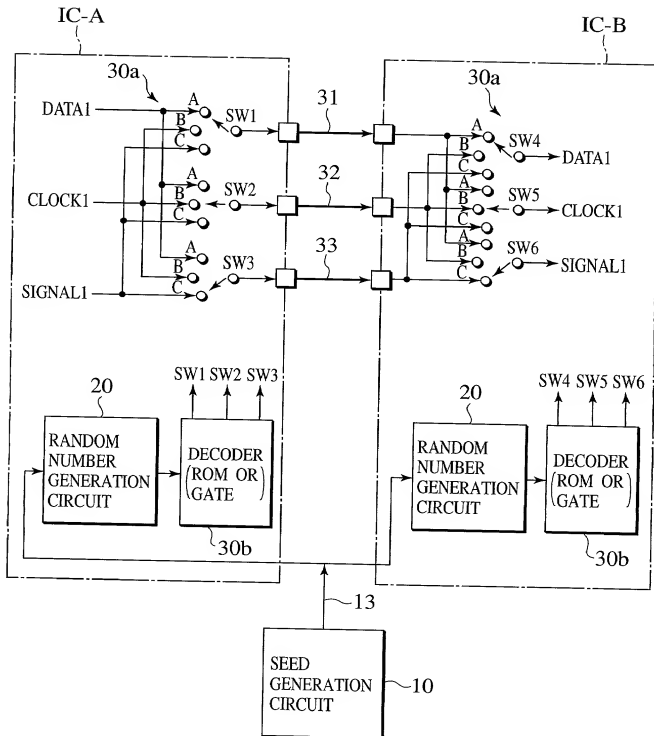 IC-A
IC-B
30a
30a
31
DATA1
A
B
C
SW1
A
B
C
SW4
DATA1
32
CLOCK1
A
B
C
SW2
A
B
C
SW5
CLOCK1
33
SIGNAL1
A
B
C
SW3
A
B
C
SW6
SIGNAL1
SW1 SW2 SW3
SW4 SW5 SW6
20
RANDOM
NUMBER
GENERATION
CIRCUIT
DECODER
(ROM OR)
GATE
30b
20
RANDOM
NUMBER
GENERATION
CIRCUIT
DECODER
(ROM OR)
GATE
30b
13
SEED
GENERATION
CIRCUIT
10